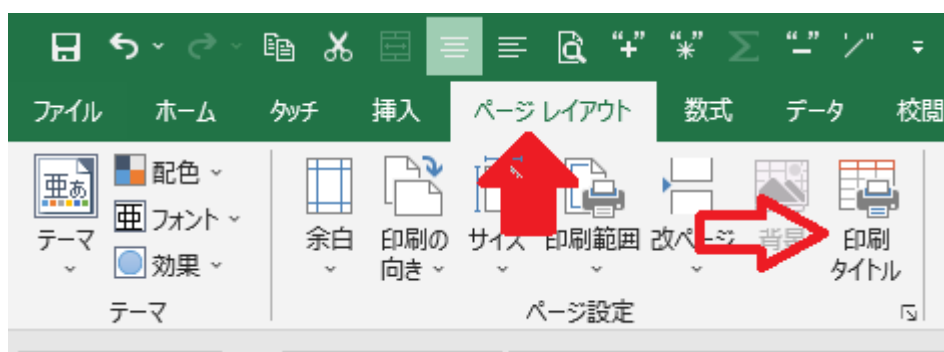 ファイル ホーム タッチ 挿入 ページ レイアウト 数式 データ 校閲
亜あ 配色
亜 フォント
テーマ 効果
余白 印刷の向き サイズ 印刷範囲 改ページ 背景 印刷タイトル
テーマ ページ設定